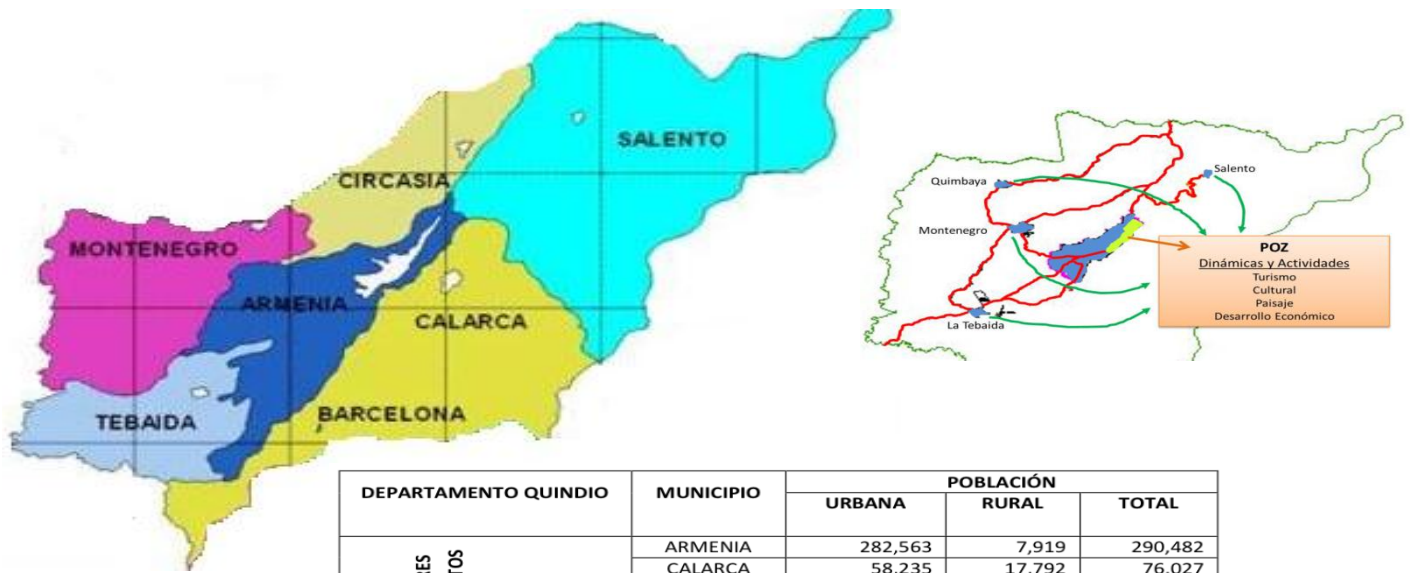 SALENTO
CIRCASIA
MONTENEGRO
ARMENIA
CALARCA
BARCELONA
TEBAIDA
Quimbaya
Salento
Montenegro
La Tebaida
POZ
Dinámicas y Actividades
Turismo
Cultural
Paisaje
Desarrollo Económico
DEPARTAMENTO QUINDIO MUNICIPIO POBLACIÓN
URBANA RURAL TOTAL
ARMENIA 282,563 7,919 290,482
CALARCA 58,235 17,792 76,027